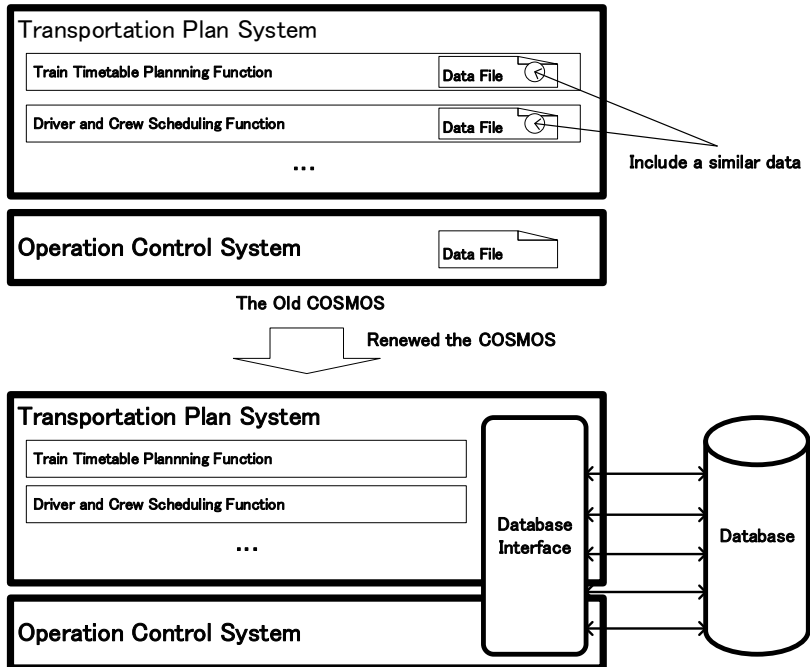 Transportation Plan System
Train Timetable Plannning Function
Data File
Driver and Crew Scheduling Function
Data File
...
Include a similar data
Operation Control System
Data File
The Old COSMOS
Renewed the COSMOS
Transportation Plan System
Train Timetable Plannning Function
Driver and Crew Scheduling Function
...
Database
Interface
Database
Operation Control System